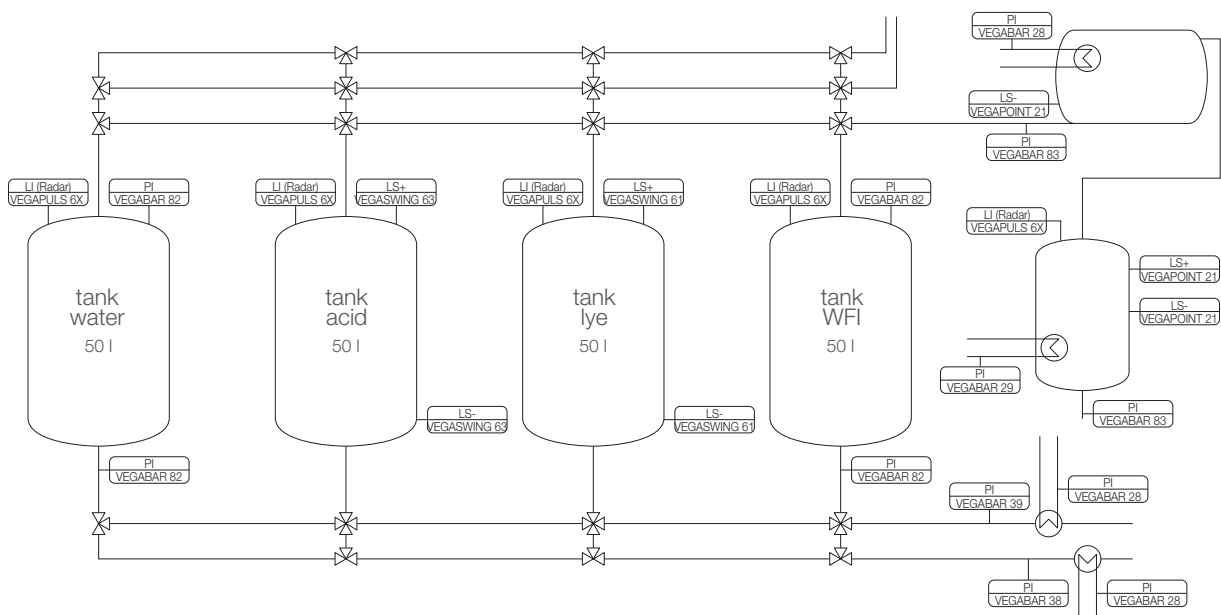 PI
VEGABAR 28
LS-
VEGAPOINT 21
PI
VEGABAR 83
LI (Radar)
VEGAPULS 6X
PI
VEGABAR 82
LI (Radar)
VEGAPULS 6X
LS+
VEGASWING 63
LI (Radar)
VEGAPULS 6X
LS+
VEGASWING 61
LI (Radar)
VEGAPULS 6X
PI
VEGABAR 82
LI (Radar)
VEGAPULS 6X
LS+
VEGAPOINT 21
LS-
VEGAPOINT 21
tank
water
50 l
tank
acid
50 l
tank
lye
50 l
tank
WFI
50 l
PI
VEGABAR 29
LS-
VEGASWING 63
LS-
VEGASWING 61
PI
VEGABAR 83
PI
VEGABAR 82
PI
VEGABAR 82
PI
VEGABAR 39
PI
VEGABAR 28
PI
VEGABAR 38
PI
VEGABAR 28